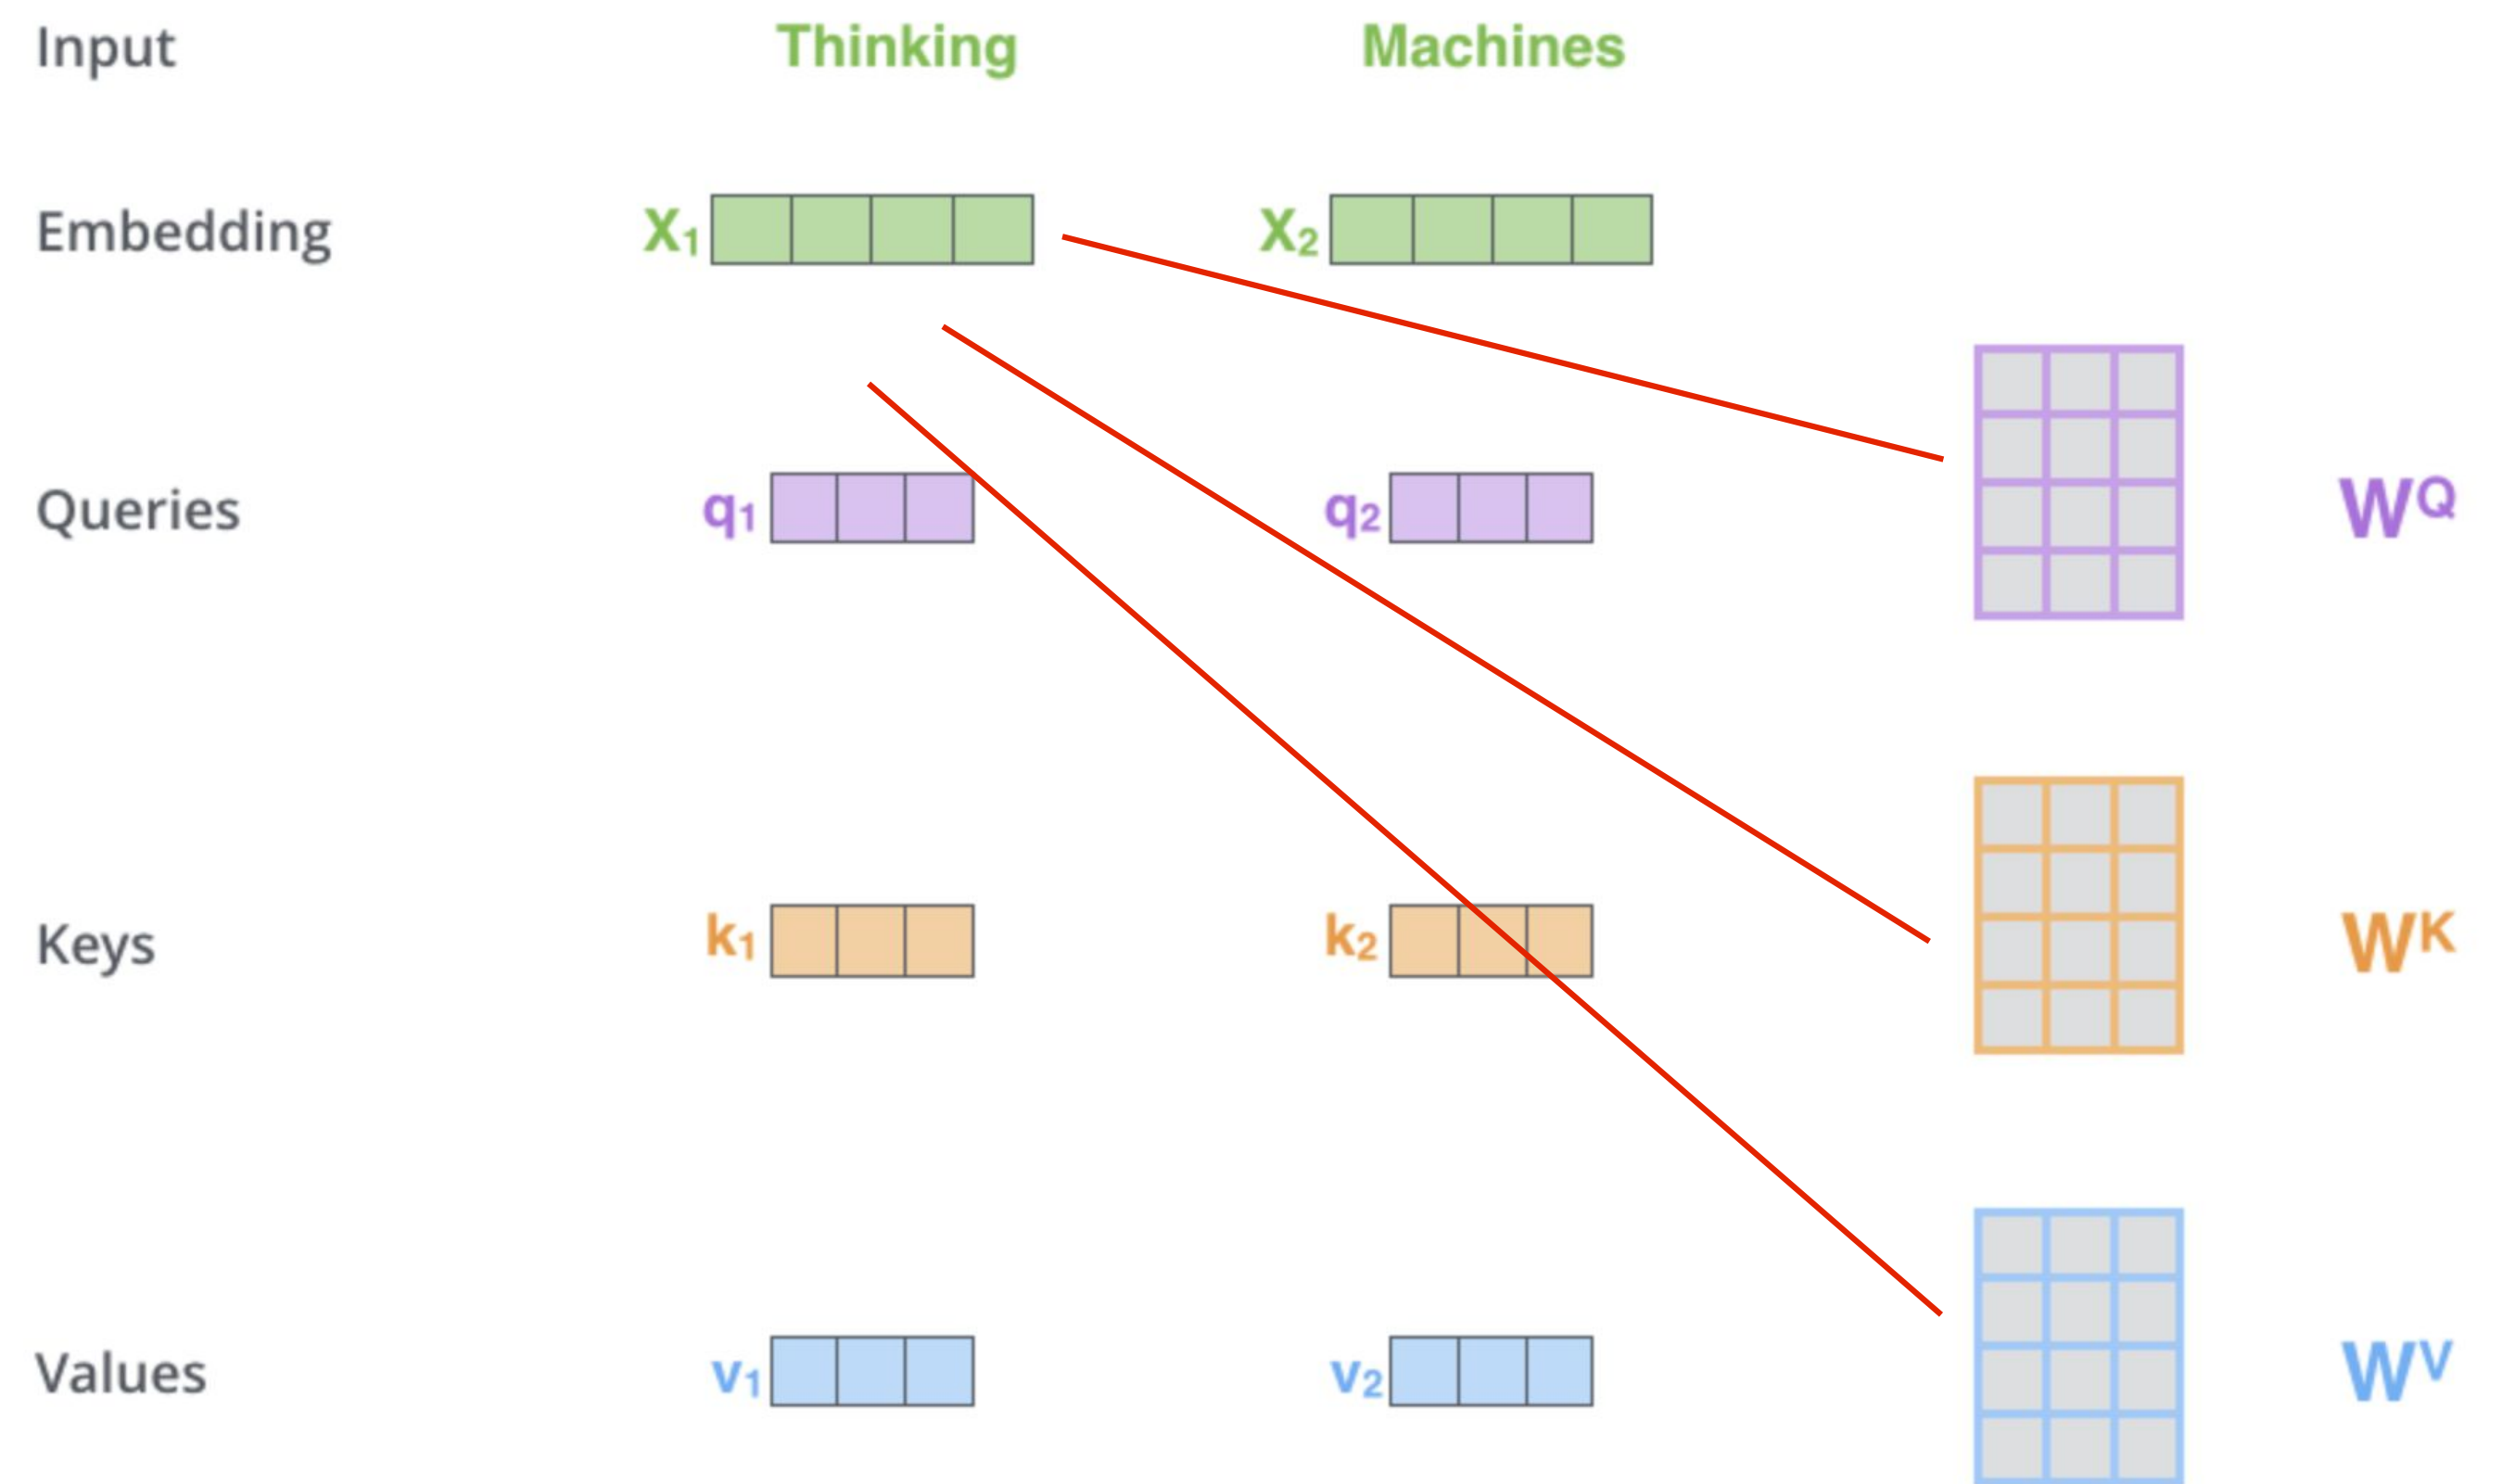 Input Thinking Machines
Embedding X1 X2
Queries q1 q2 WQ
Keys k1 k2 WK
Values v1 v2 WV